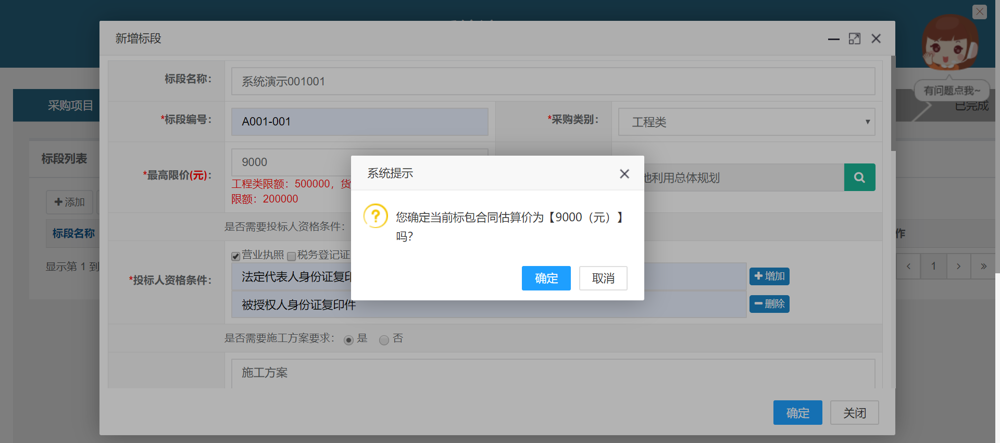 新增标段
有问题点我~
已完成
采购项目
标段列表
添加
标段名称
作
显示第 1 到
1
标段名称：
系统演示001001
*标段编号：
A001-001
*采购类别：
工程类
*最高限价(元)：
9000
工程类限额：500000，货
限额：200000
地利用总体规划
是否需要投标人资格条件：
*投标人资格条件：
营业执照 税务登记证
法定代表人身份证复印
增加
被授权人身份证复印件
删除
是否需要施工方案要求： 是 否
施工方案
确定
关闭
系统提示
您确定当前标包合同估算价为【9000（元）】
吗?
确定
取消